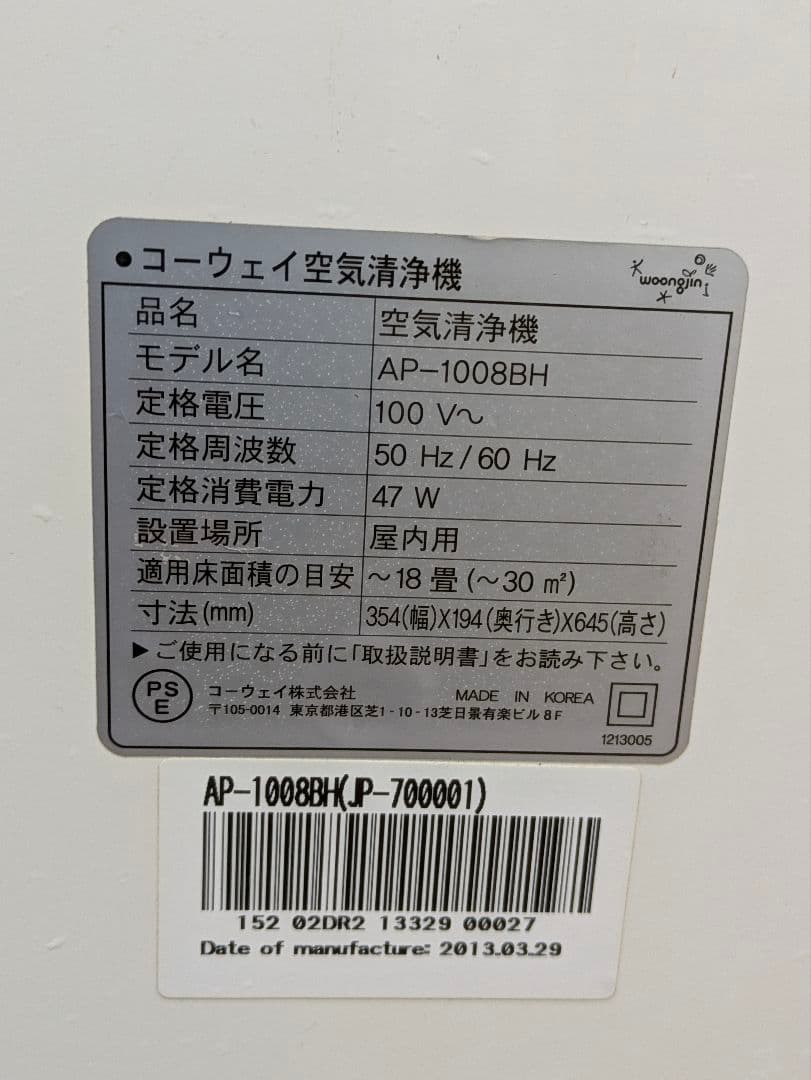 ●コーウェイ空気清浄機
woongjin
品名 空気清浄機
モデル名 AP-1008BH
定格電圧 100 V～
定格周波数 50 Hz/60 Hz
定格消費電力 47 W
設置場所 屋内用
適用床面積の目安 ～18 畳(～30 m²)
寸法(mm) 354(幅)X194(奥行き)X645(高さ)
▶ご使用になる前に「取扱説明書」をお読み下さい。
PS
E
コーウェイ株式会社 MADE IN KOREA
〒105-0014 東京都港区芝1-10-13芝日景有楽ビル8F
1213005
AP-1008BH(JP-700001)
152 02DR2 13329 00027
Date of manufacture: 2013.03.29